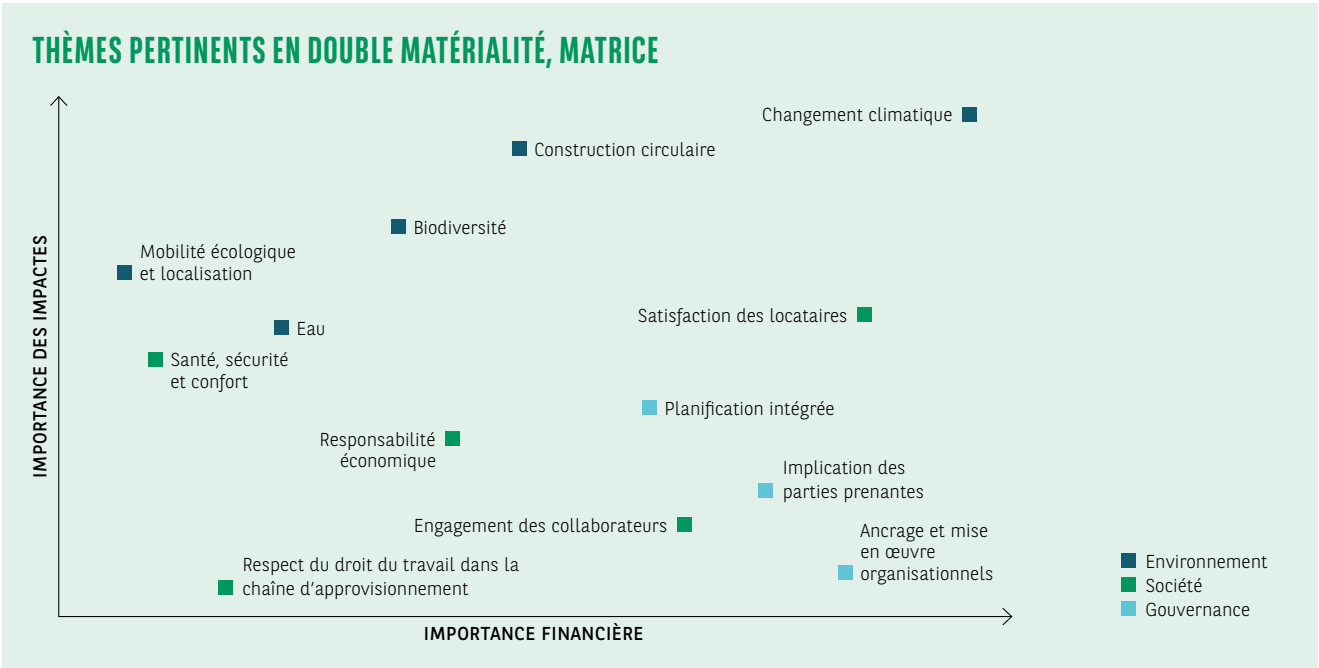 THÈMES PERTINENTS EN DOUBLE MATÉRIALITÉ, MATRICE
Changement climatique
Construction circulaire
Biodiversité
Mobilité écologique
et localisation
Satisfaction des locataires
Eau
Santé, sécurité
et confort
Planification intégrée
Responsabilité
économique
Implication des
parties prenantes
Engagement des collaborateurs
Ancrage et mise
en œuvre
organisationnels
Respect du droit du travail dans la
chaîne d’approvisionnement
IMPORTANCE DES IMPACTES
IMPORTANCE FINANCIÈRE
Environnement
Société
Gouvernance